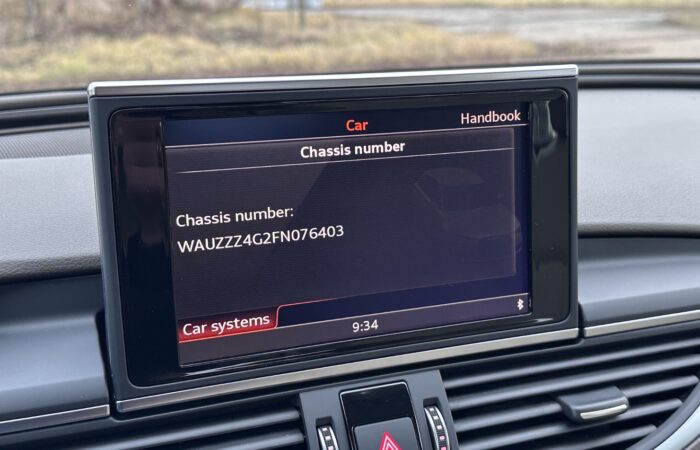 Car
Handbook
Chassis number
Chassis number:
WAUZZZ4G2FN076403
Car systems
9:34